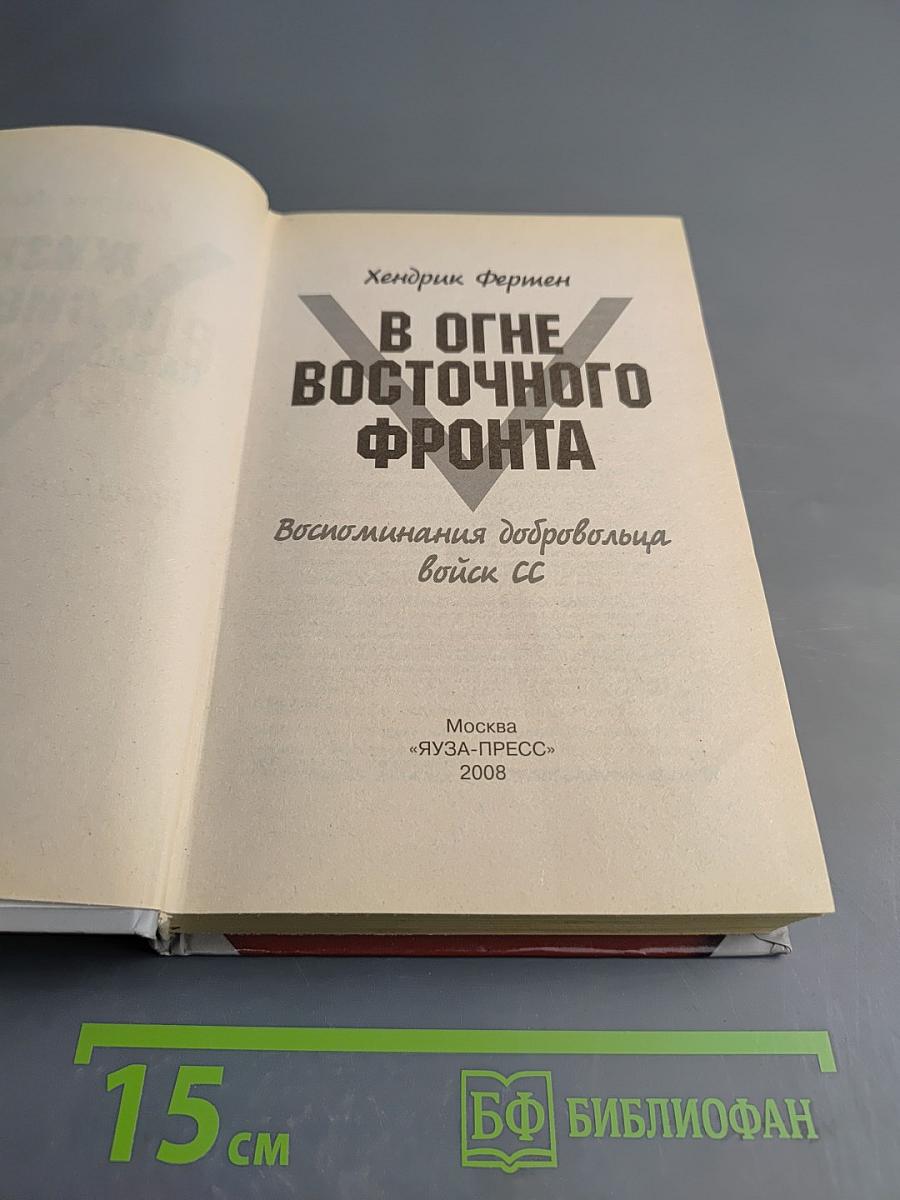 Хендрик Фертен
В ОГНЕ
ВОСТОЧНОГО
ФРОНТА
Воспоминания добровольца
войск СС
Москва
«ЯУЗА-ПРЕСС»
2008
15 см
БФ БИБЛИОФАН